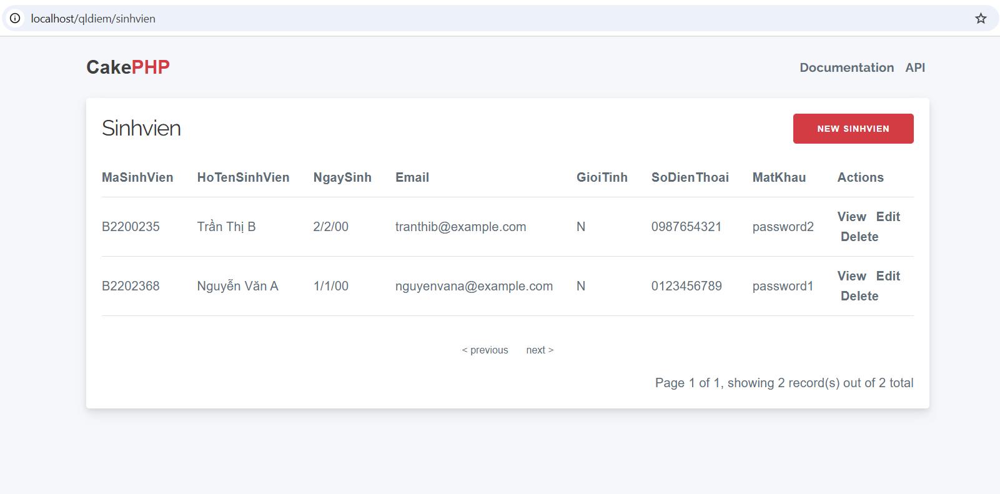 localhost/qldiem/sinhvien
CakePHP Documentation API
Sinhvien NEW SINHVIEN
MaSinhVien HoTenSinhVien NgaySinh Email GioiTinh SoDienThoai MatKhau Actions
B2200235 Trần Thị B 2/2/00 tranthib@example.com N 0987654321 password2 View Edit
Delete
B2202368 Nguyễn Văn A 1/1/00 nguyenvana@example.com N 0123456789 password1 View Edit
Delete
< previous next >
Page 1 of 1, showing 2 record(s) out of 2 total